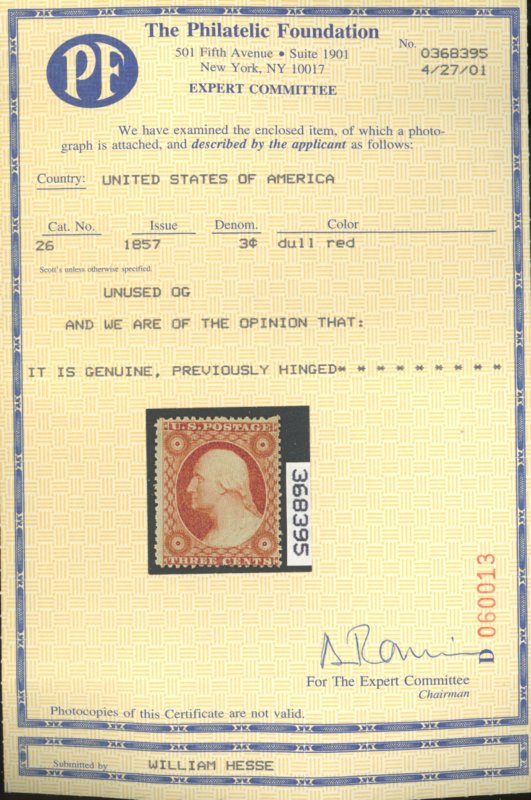 PF
The Philatelic Foundation
501 Fifth Avenue • Suite 1901
New York, NY 10017
EXPERT COMMITTEE
No. 0368395
4/27/01
We have examined the enclosed item, of which a photo-
graph is attached, and described by the applicant as follows:
Country: UNITED STATES OF AMERICA
Cat. No. Issue Denom. Color
26 1857 3¢ dull red
Scott's unless otherwise specified.
UNUSED OG
AND WE ARE OF THE OPINION THAT:
IT IS GENUINE, PREVIOUSLY HINGED* * * * * * * * *
U.S. POSTAGE
THREE CENTS
368395
D 060013
For The Expert Committee
Chairman
Photocopies of this Certificate are not valid.
Submitted by WILLIAM HESSE